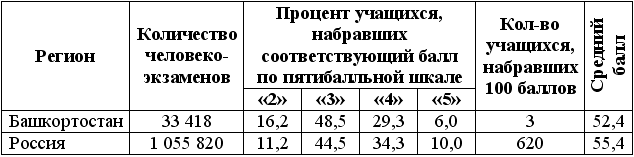 Регион
Количество
человеко-
экзаменов
Процент учащихся,
набравших
соответствующий балл
по пятибалльной шкале
«2» «3» «4» «5»
Кол-во
учащихся,
набравших
100 баллов
Средний
балл
Башкортостан 33 418 16,2 48,5 29,3 6,0 3 52,4
Россия 1 055 820 11,2 44,5 34,3 10,0 620 55,4